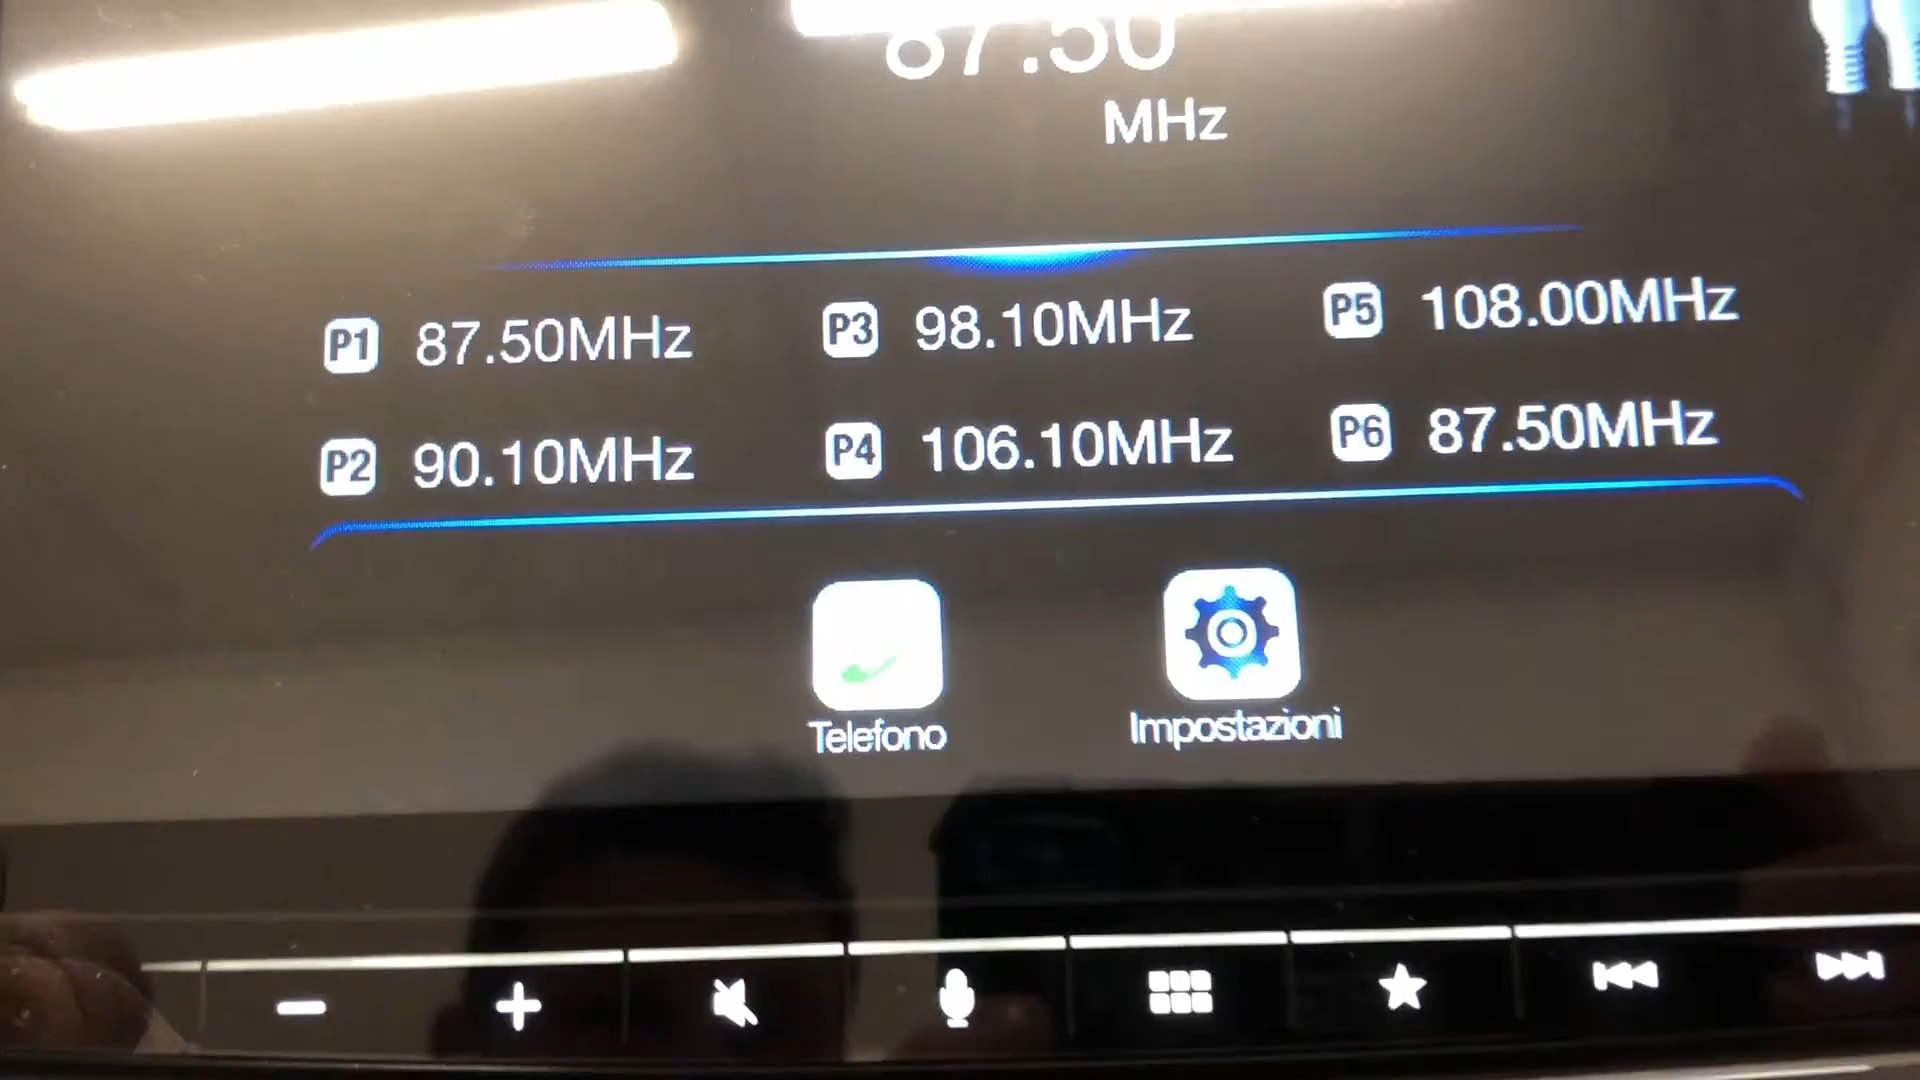 87.50
MHz
P1 87.50MHz
P3 98.10MHz
P5 108.00MHz
P2 90.10MHz
P4 106.10MHz
P6 87.50MHz
Telefono
Impostazioni